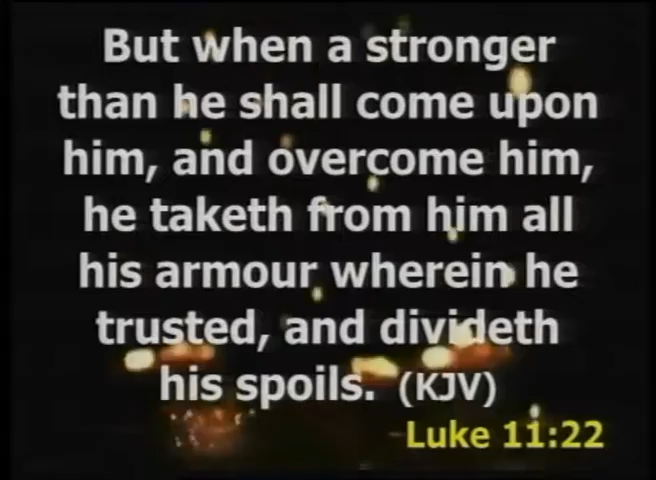 But when a stronger
than he shall come upon
him, and overcome him,
he taketh from him all
his armour wherein he
trusted, and divideth
his spoils. (KJV)
Luke 11:22